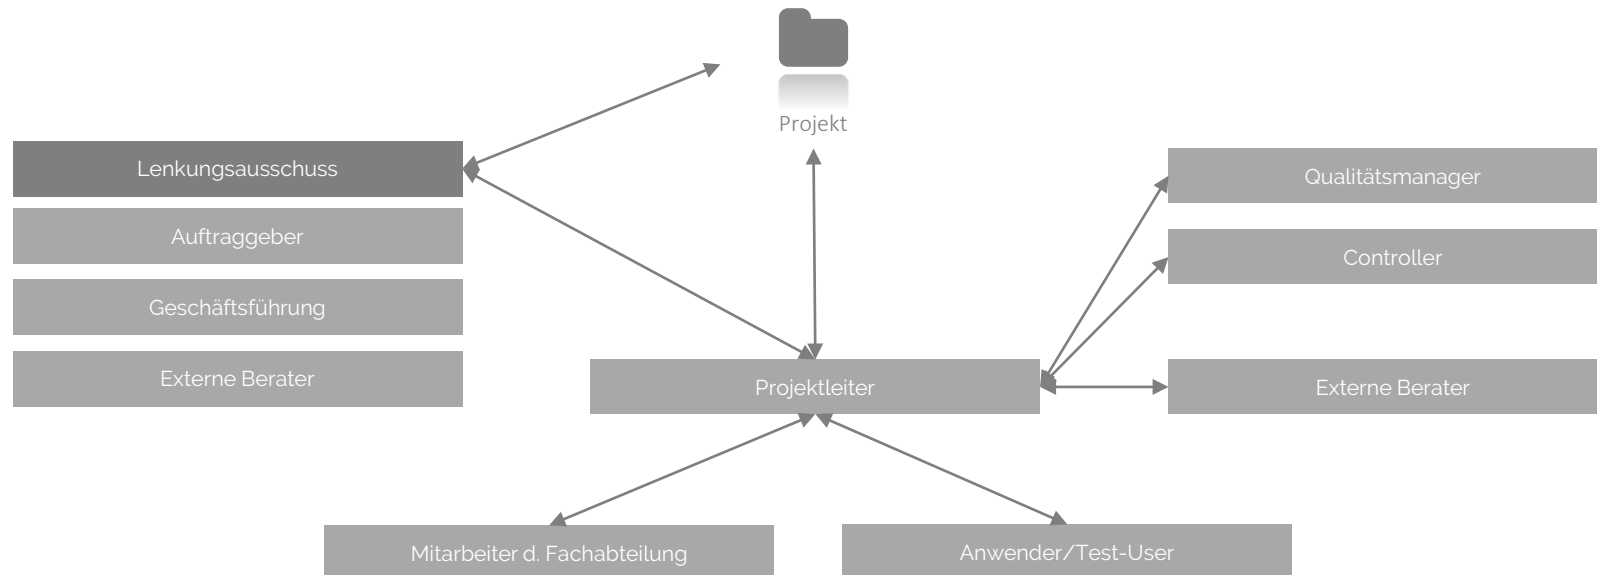 Projekt
Lenkungsausschuss
Auftraggeber
Geschäftsführung
Externe Berater
Qualitätsmanager
Controller
Externe Berater
Projektleiter
Mitarbeiter d. Fachabteilung
Anwender/Test-User